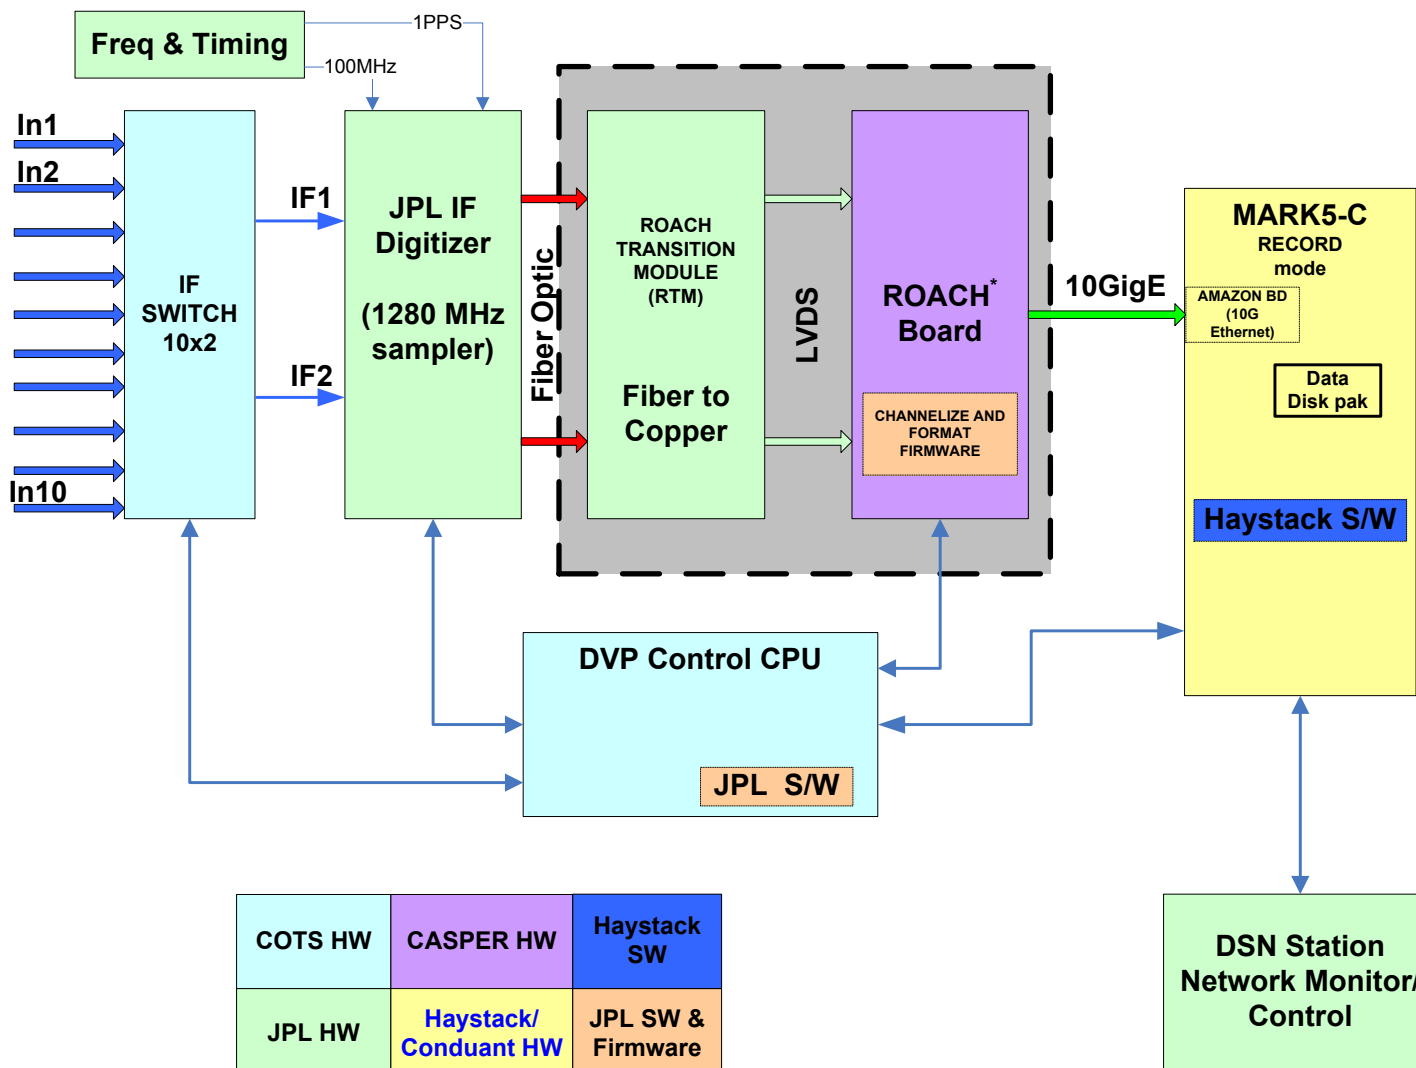 Freq & Timing
1PPS
100MHz
In1
In2
In10
IF
SWITCH
10x2
IF1
IF2
JPL IF
Digitizer
(1280 MHz
sampler)
Fiber Optic
ROACH
TRANSITION
MODULE
(RTM)
Fiber to
Copper
LVDS
ROACH*
Board
CHANNELIZE AND
FORMAT
FIRMWARE
10GigE
MARK5-C
RECORD
mode
AMAZON BD
(10G
Ethernet)
Data
Disk pak
Haystack S/W
DVP Control CPU
JPL S/W
COTS HW
CASPER HW
Haystack
SW
JPL HW
Haystack/
Conduant HW
JPL SW &
Firmware
DSN Station
Network Monitor/
Control